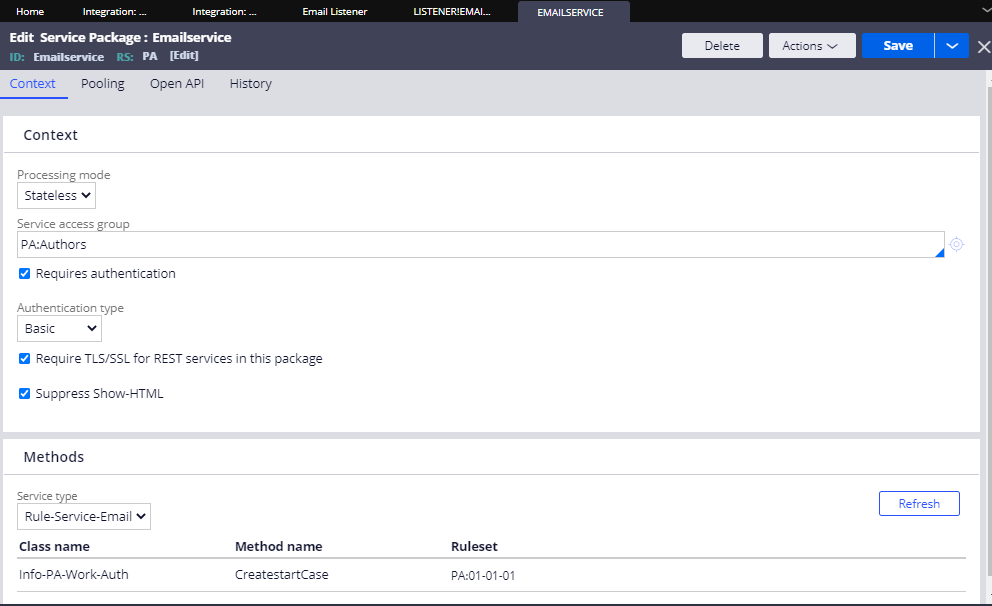 Home Integration: ... Integration: ... Email Listener LISTENER!EMAI... EMAILSERVICE
Edit Service Package : Emailservice
ID: Emailservice RS: PA [Edit]
Delete Actions Save
Context Pooling Open API History
Context
Processing mode
Stateless
Service access group
PA:Authors
Requires authentication
Authentication type
Basic
Require TLS/SSL for REST services in this package
Suppress Show-HTML
Methods
Service type
Rule-Service-Email
Refresh
Class name Method name Ruleset
Info-PA-Work-Auth CreatestartCase PA:01-01-01